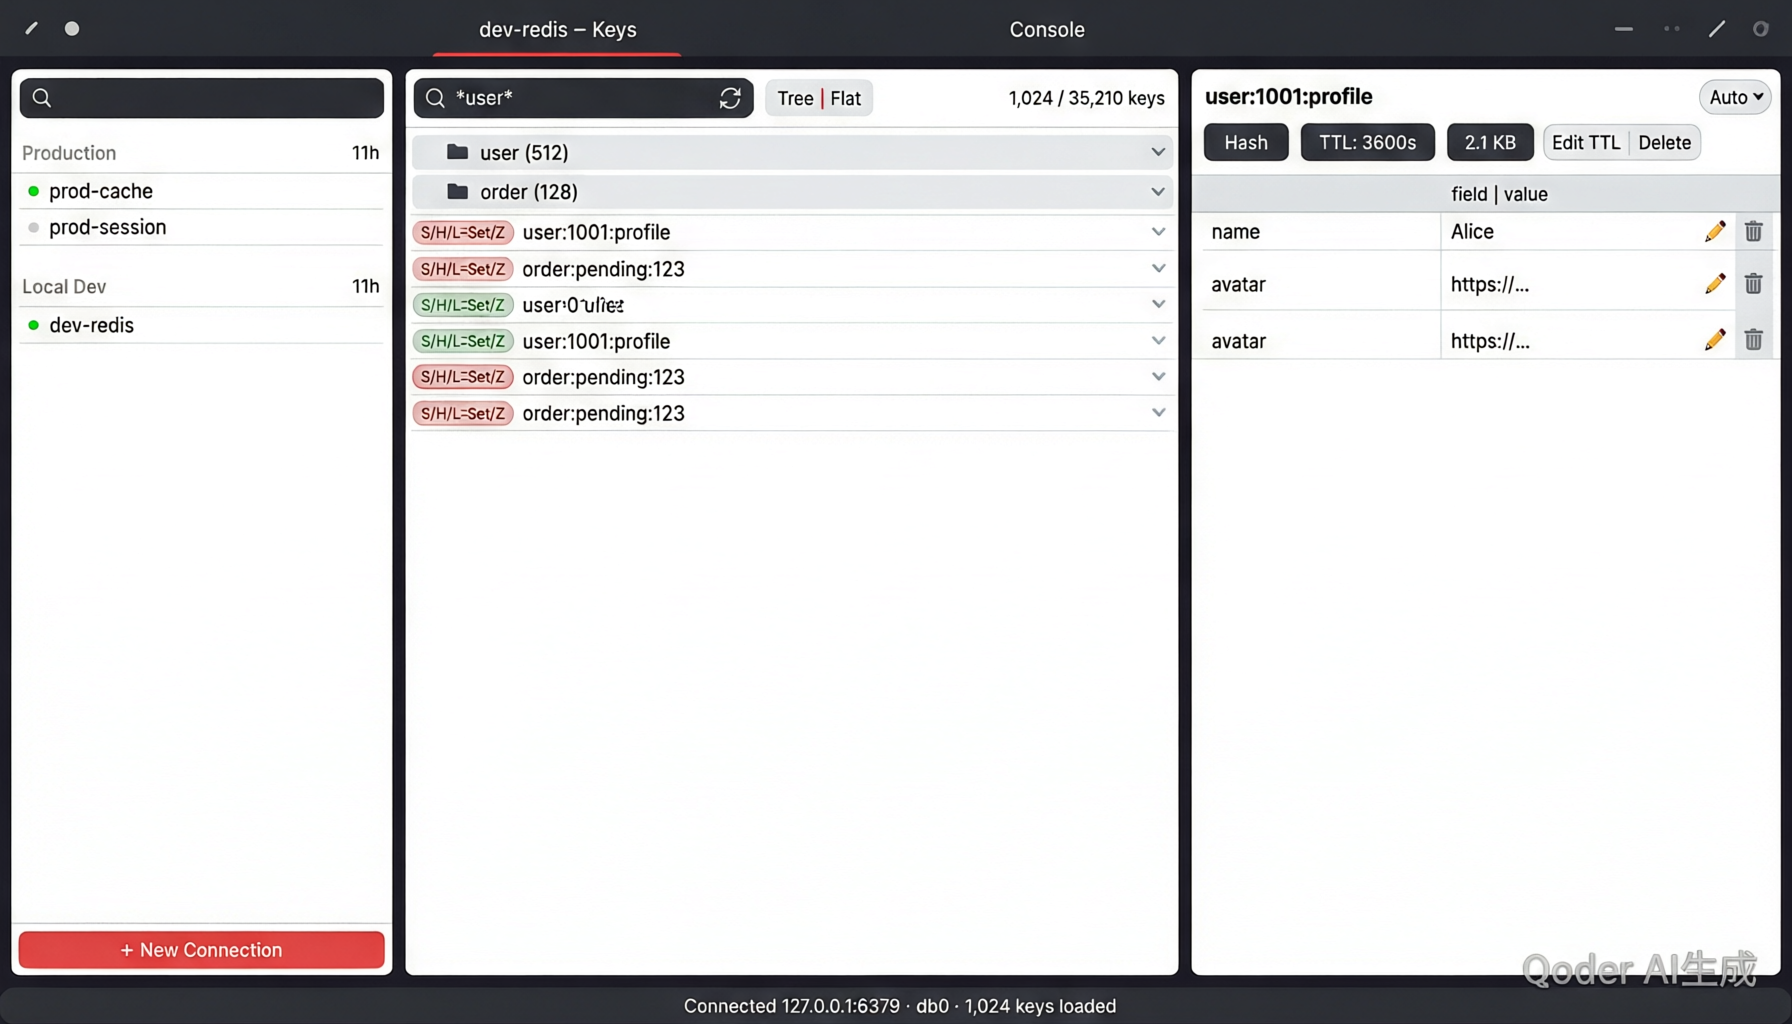 dev-redis – Keys
Console
Production 11h
prod-cache
prod-session
Local Dev 11h
dev-redis
+ New Connection
*user*
Tree | Flat
1,024 / 35,210 keys
user (512)
order (128)
S/H/L=Set/Z user:1001:profile
S/H/L=Set/Z order:pending:123
S/H/L=Set/Z
S/H/L=Set/Z user:1001:profile
S/H/L=Set/Z order:pending:123
S/H/L=Set/Z order:pending:123
user:1001:profile
Auto
Hash
TTL: 3600s
2.1 KB
Edit TTL
Delete
field | value
name Alice
avatar https://...
avatar https://...
Qoder AI生成
Connected 127.0.0.1:6379 · db0 · 1,024 keys loaded